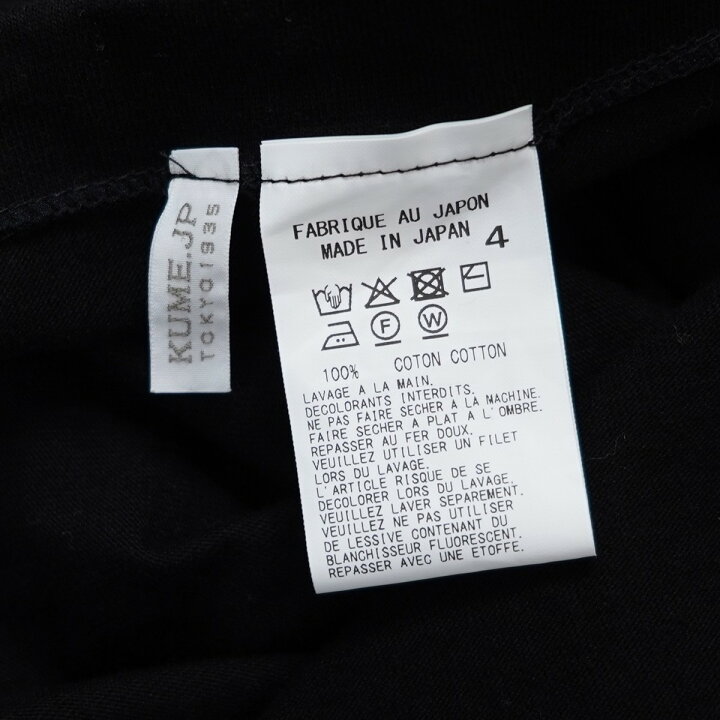 KUME.JP
TOKYO1935
FABRIQUE AU JAPON
MADE IN JAPAN 4
F W
100% COTON COTTON
LAVAGE A LA MAIN.
DECOLORANTS INTERDITS.
NE PAS FAIRE SECHER A LA MACHINE.
FAIRE SECHER A PLAT A L'OMBRE.
REPASSER AU FER DOUX.
VEUILLEZ UTILISER UN FILET
LORS DU LAVAGE.
L'ARTICLE RISQUE DE SE
DECOLORER LORS DU LAVAGE.
VEUILLEZ LAVER SEPAREMENT.
VEUILLEZ NE PAS UTILISER
DE LESSIVE CONTENANT DU
BLANCHISSEUR FLUORESCENT.
REPASSER AVEC UNE ETOFFE.